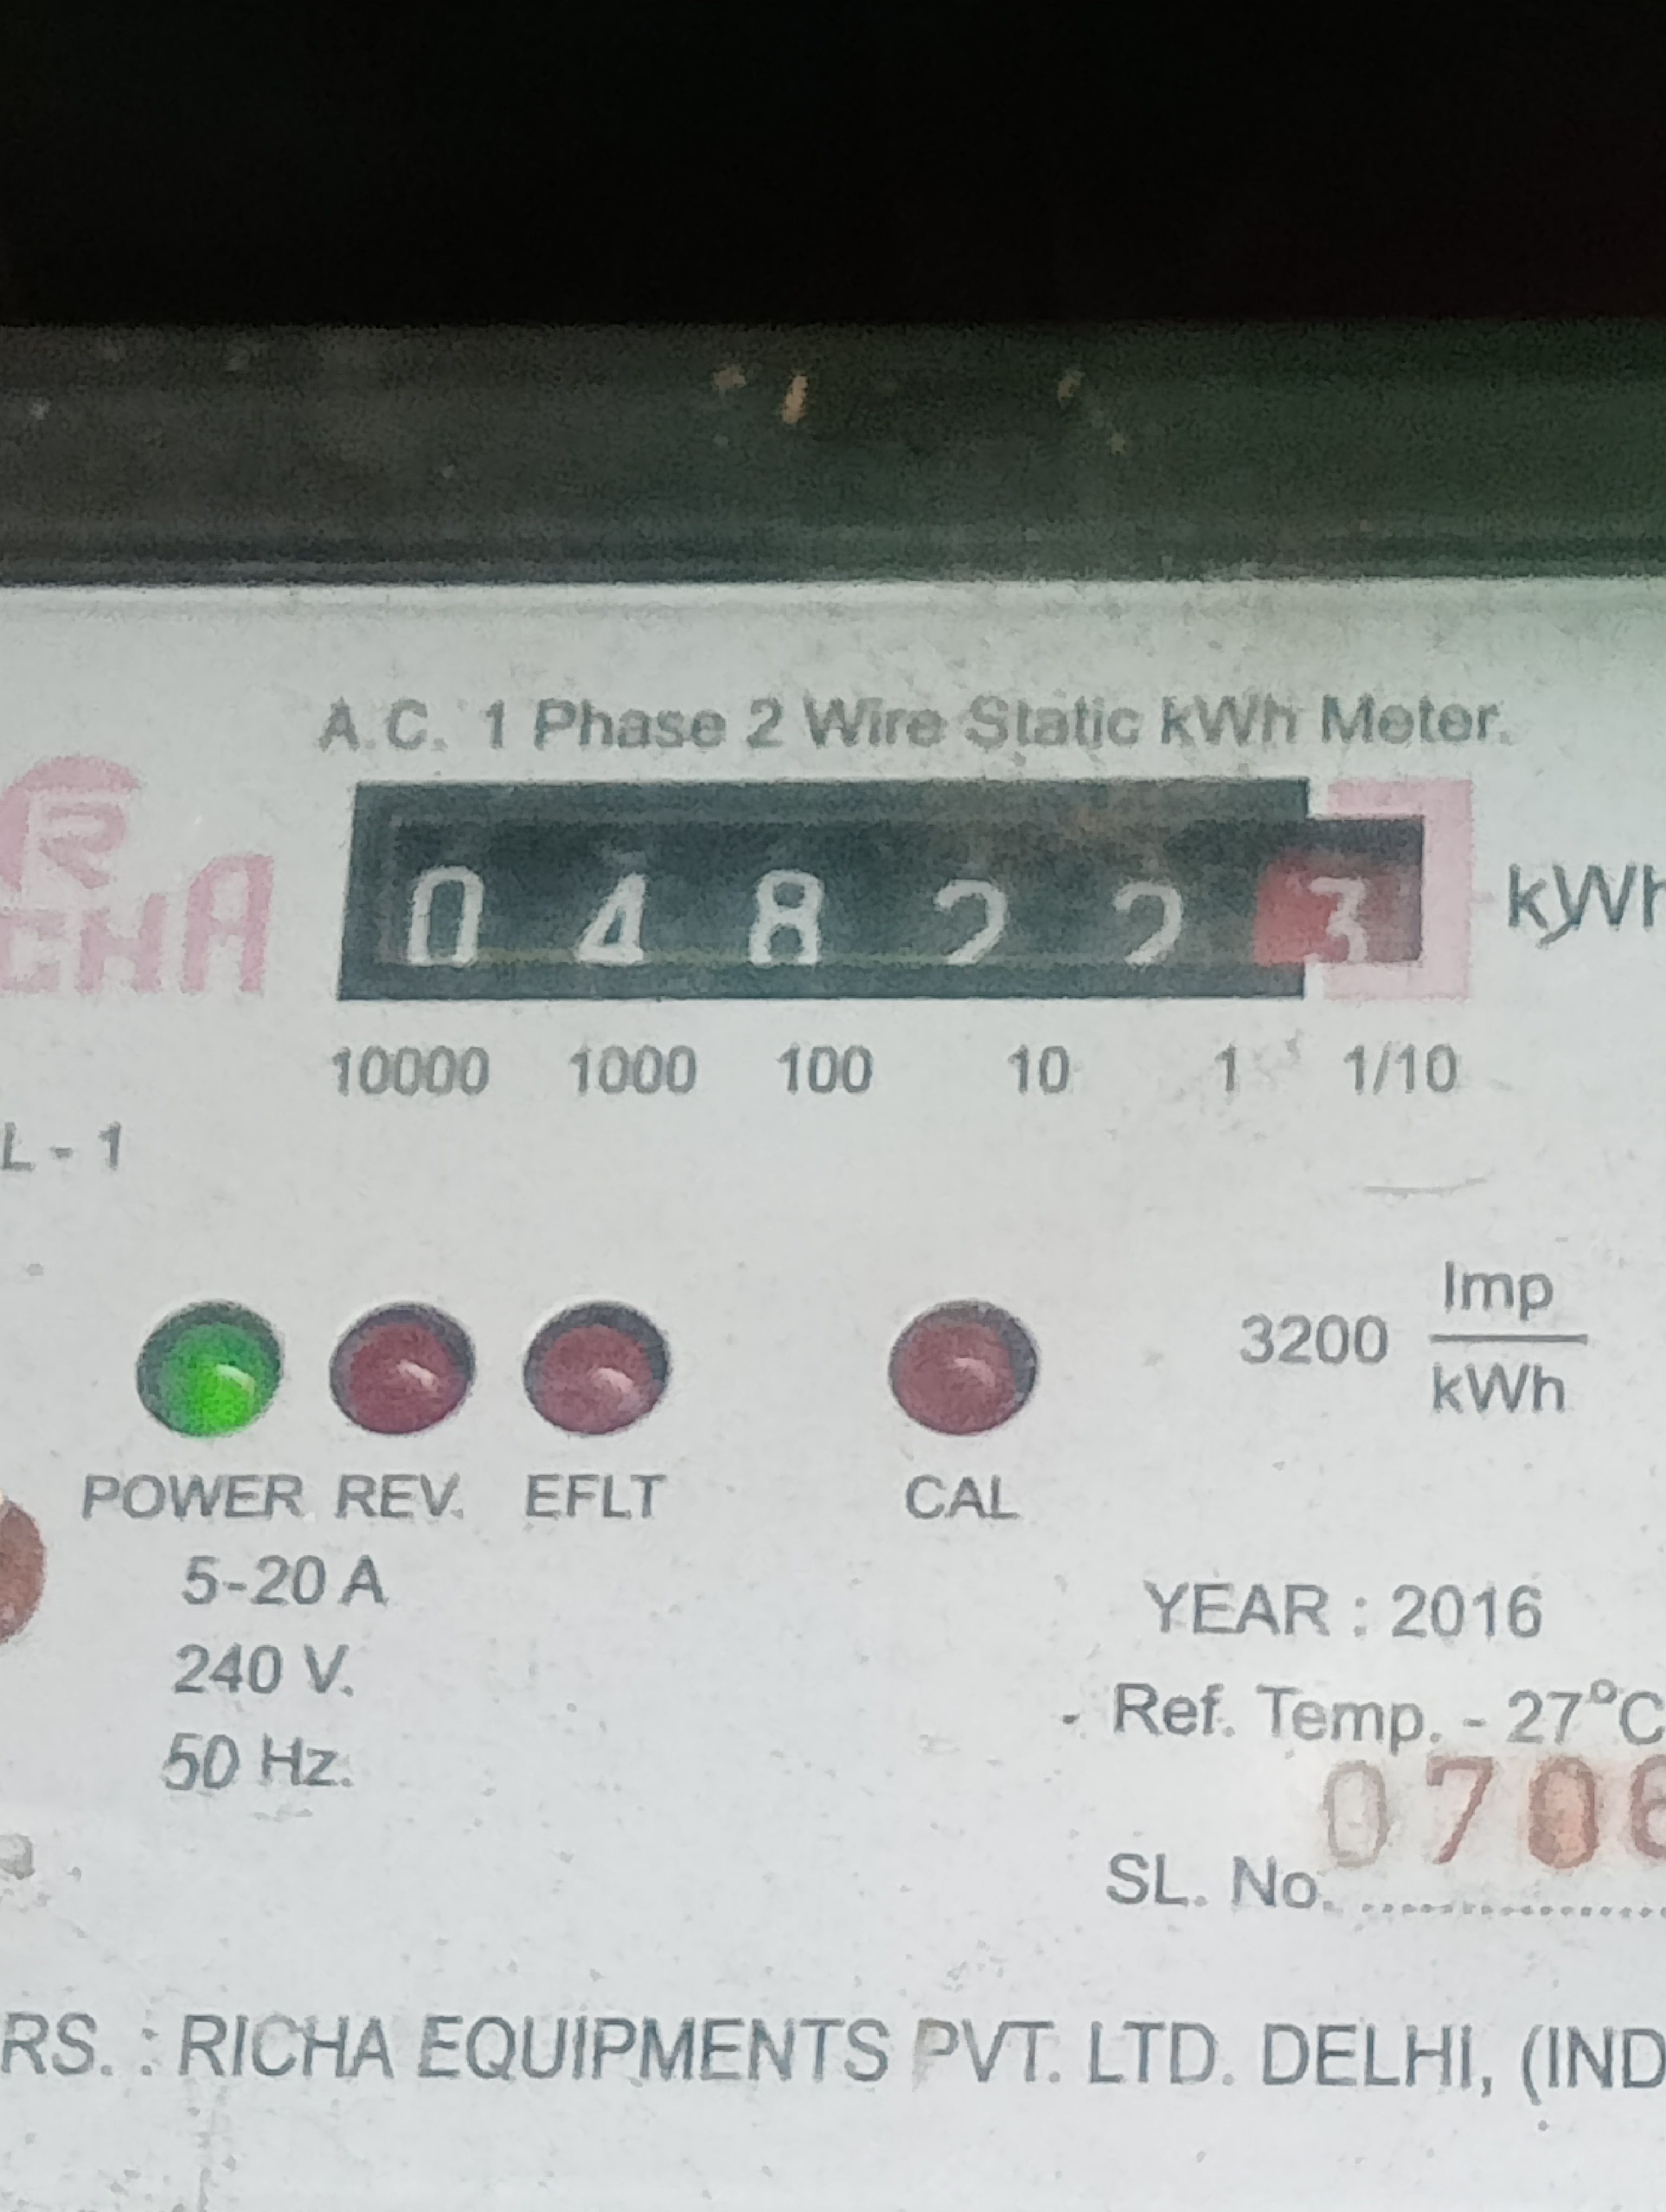 A.C. 1 Phase 2 Wire Static kWh Meter.
R
CHA
0 4 8 2 2 3 kWh
10000 1000 100 10 1 1/10
L - 1
3200 Imp
kWh
POWER REV. EFLT CAL
5-20 A
240 V.
50 Hz.
YEAR : 2016
Ref. Temp. - 27°C
SL. No. 0706
RS. : RICHA EQUIPMENTS PVT. LTD. DELHI, (IND